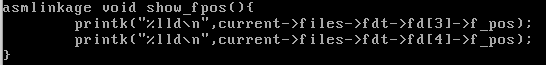 asmlinkage void show_fpos(){
        printk("%lld\n",current->files->fdt->fd[3]->f_pos);
        printk("%lld\n",current->files->fdt->fd[4]->f_pos);
}